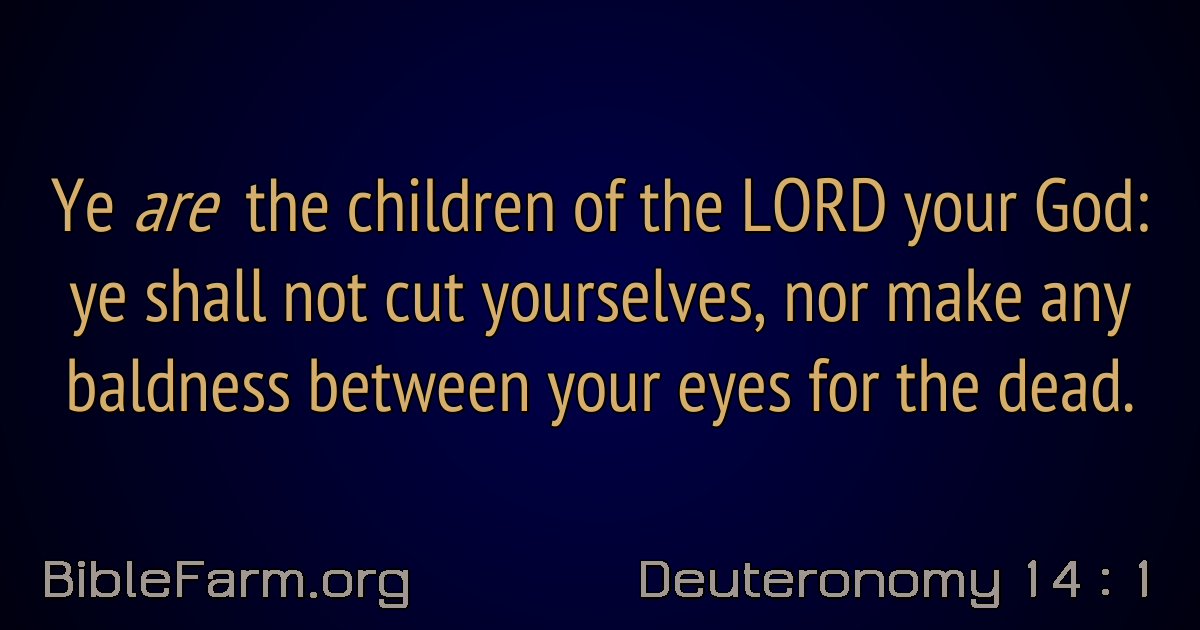 Ye are the children of the LORD your God:
ye shall not cut yourselves, nor make any
baldness between your eyes for the dead.
BibleFarm.org
Deuteronomy 14 : 1